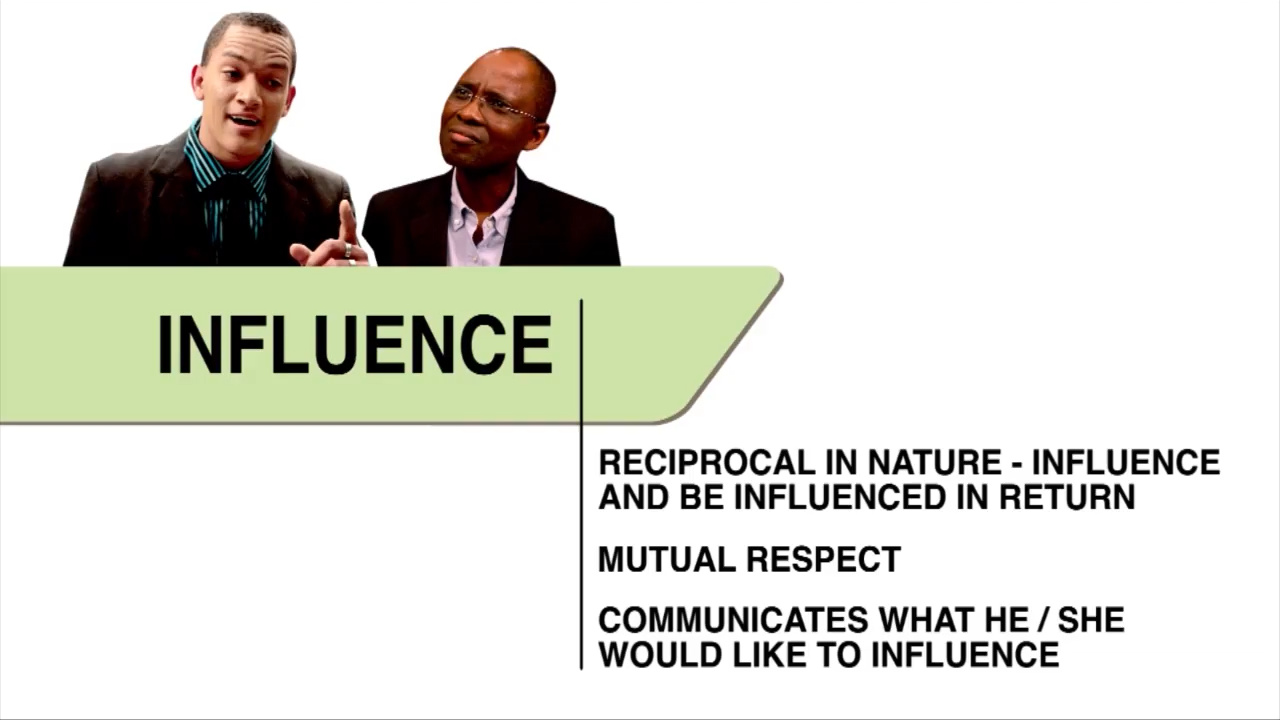 INFLUENCE
RECIPROCAL IN NATURE - INFLUENCE
AND BE INFLUENCED IN RETURN
MUTUAL RESPECT
COMMUNICATES WHAT HE / SHE
WOULD LIKE TO INFLUENCE